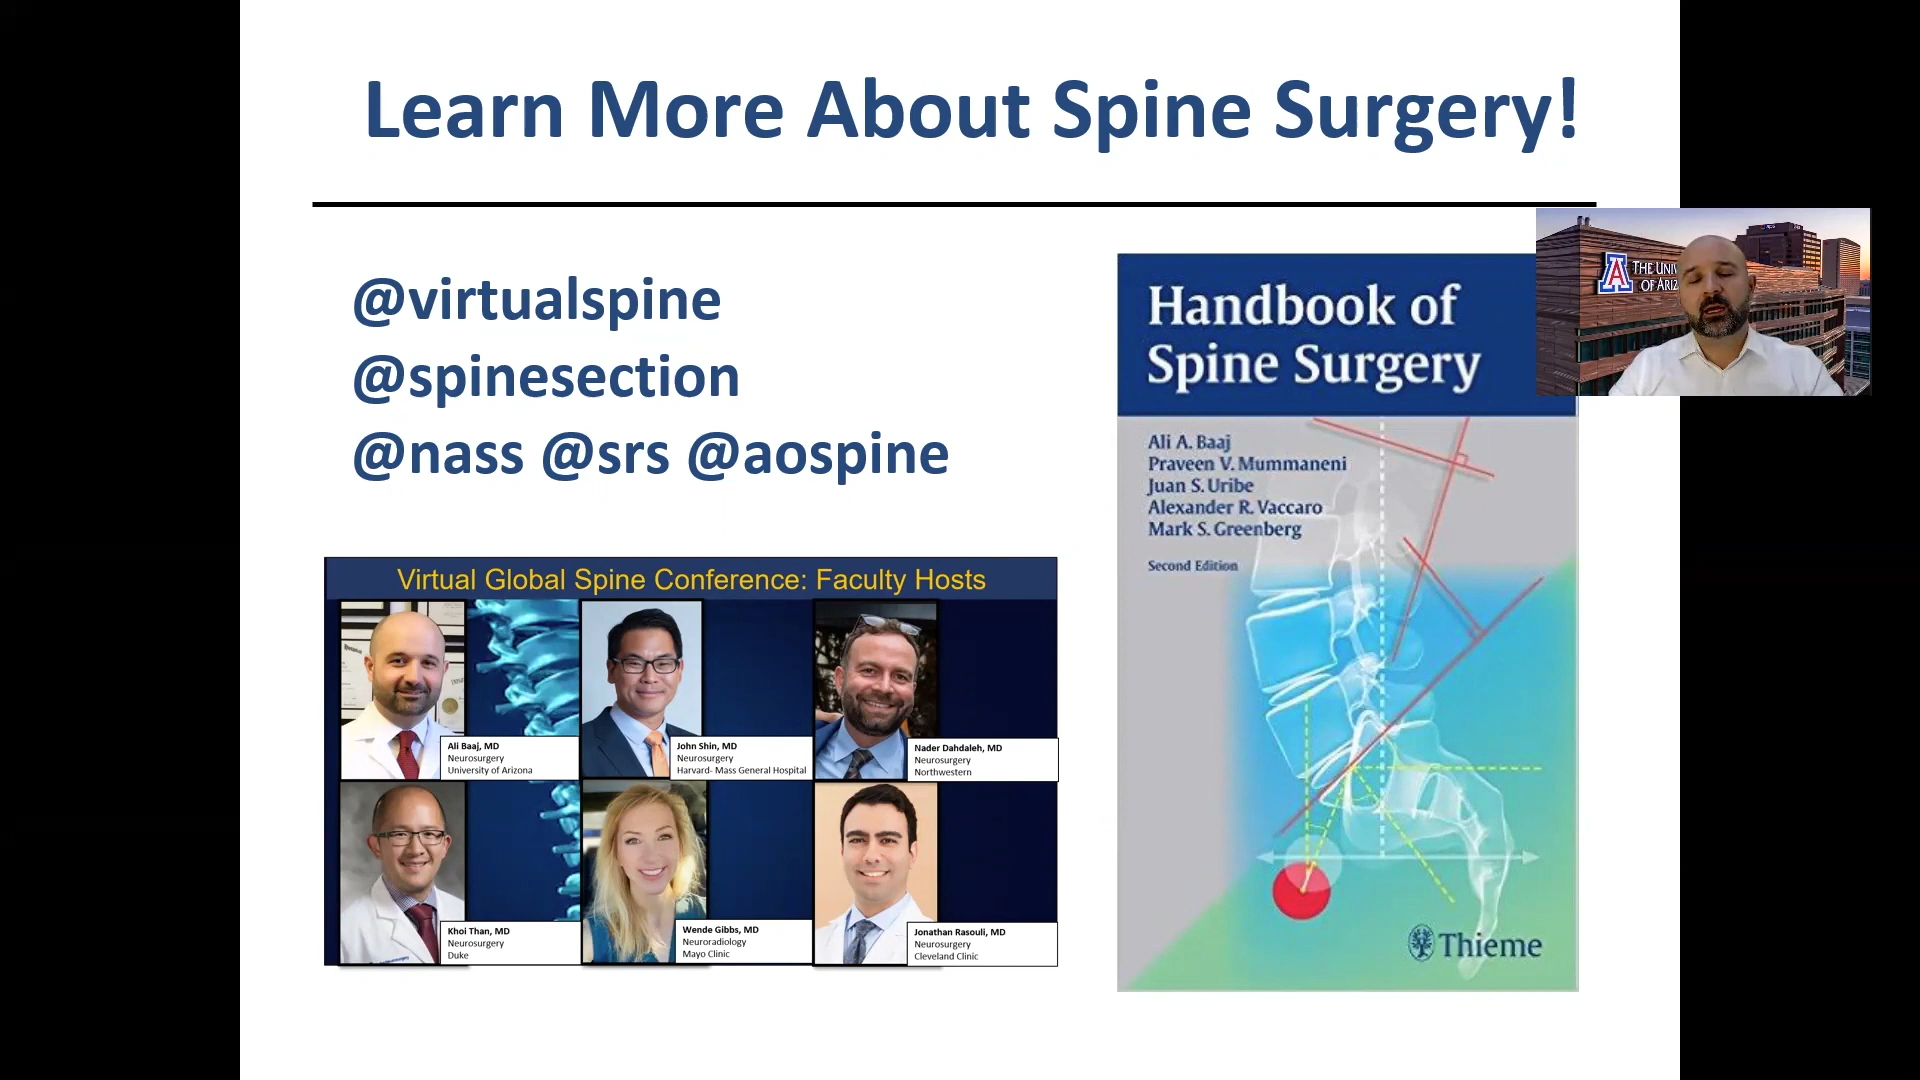 Learn More About Spine Surgery!
@virtualspine
@spinesection
@nass @srs @aospine
Virtual Global Spine Conference: Faculty Hosts
Ali Baaj, MD
Neurosurgery
University of Arizona
John Shin, MD
Neurosurgery
Harvard- Mass General Hospital
Nader Dahdaleh, MD
Neurosurgery
Northwestern
Khoi Than, MD
Neurosurgery
Duke
Wende Gibbs, MD
Neuroradiology
Mayo Clinic
Jonathan Rasouli, MD
Neurosurgery
Cleveland Clinic
Handbook of
Spine Surgery
Ali A. Baaj
Praveen V. Mummaneni
Juan S. Uribe
Alexander R. Vaccaro
Mark S. Greenberg
Second Edition
Thieme
A
THE UNI
OF ARIZ